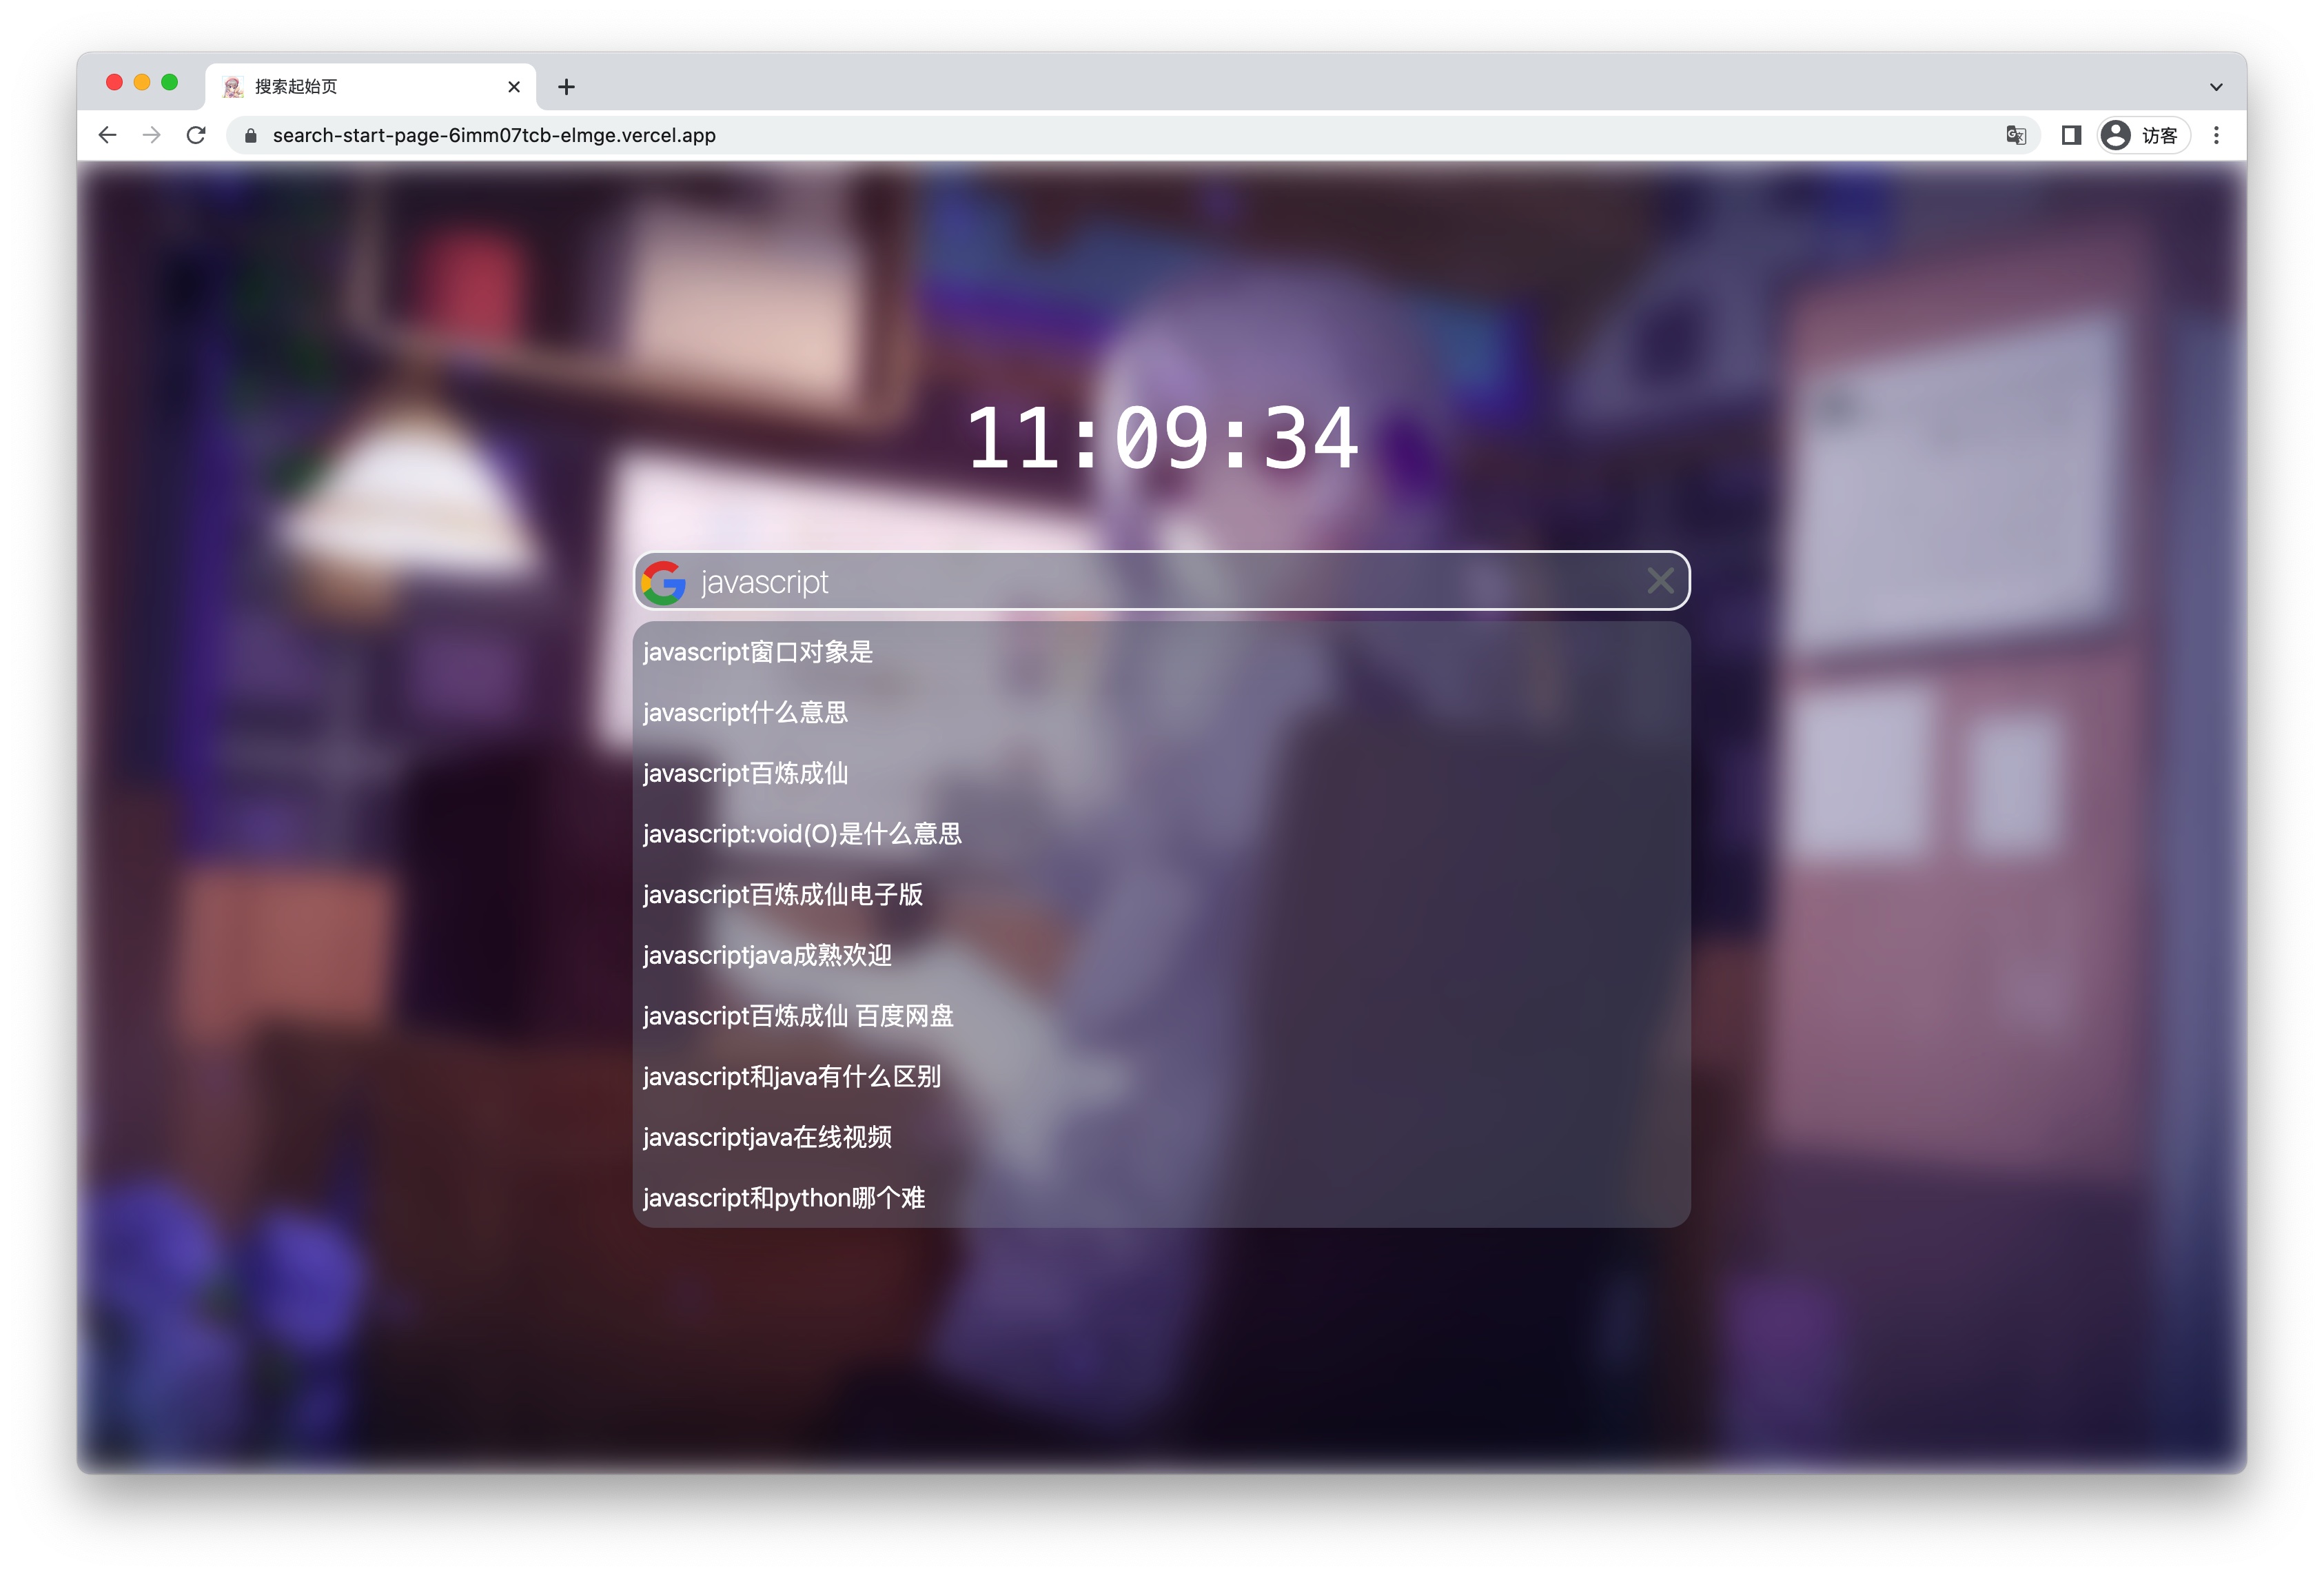 搜索起始页
search-start-page-6imm07tcb-elmge.vercel.app
访客
11:09:34
javascript
javascript窗口对象是
javascript什么意思
javascript百炼成仙
javascript:void(O)是什么意思
javascript百炼成仙电子版
javascriptjava成熟欢迎
javascript百炼成仙 百度网盘
javascript和java有什么区别
javascriptjava在线视频
javascript和python哪个难